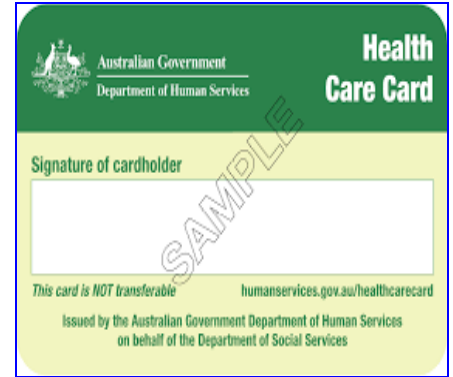 Australian Government
Department of Human Services
Health
Care Card
Signature of cardholder
SAMPLE
This card is NOT transferable
humanservices.gov.au/healthcarecard
Issued by the Australian Government Department of Human Services
on behalf of the Department of Social Services